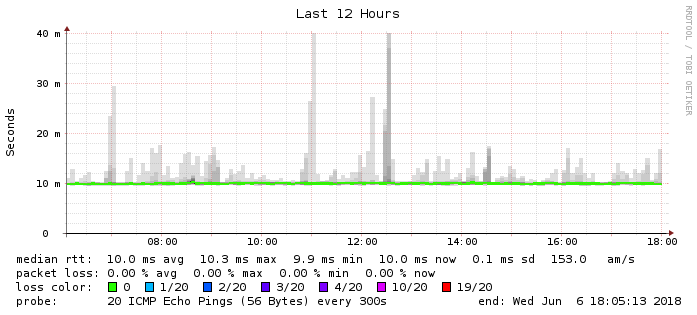 Last 12 Hours
RRDTOOL / TOBI OETIKER
Seconds
40 m
30 m
20 m
10 m
0
08:00 10:00 12:00 14:00 16:00 18:00
median rtt: 10.0 ms avg 10.3 ms max 9.9 ms min 10.0 ms now 0.1 ms sd 153.0 am/s
packet loss: 0.00 % avg 0.00 % max 0.00 % min 0.00 % now
loss color: 0 1/20 2/20 3/20 4/20 10/20 19/20
probe: 20 ICMP Echo Pings (56 Bytes) every 300s end: Wed Jun 6 18:05:13 2018